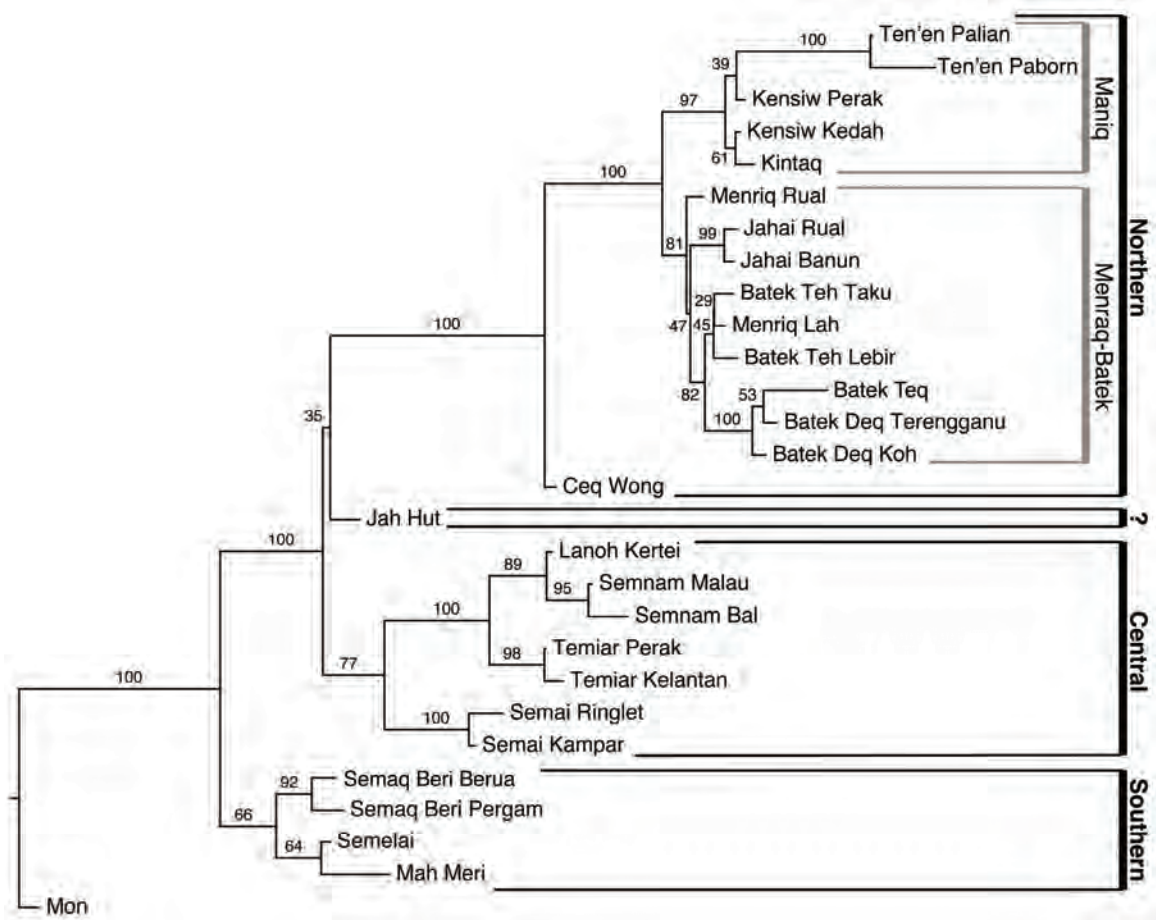 Ten'en Palian
100
Ten'en Paborn
39
Kensiw Perak
97
Kensiw Kedah
61
Kintaq
Maniq
100
Menriq Rual
81
99
Jahai Rual
Jahai Banun
29
Batek Teh Taku
47
45
Menriq Lah
Batek Teh Lebir
82
53
Batek Teq
100
Batek Deq Terengganu
Batek Deq Koh
Menraq-Batek
Northern
100
35
Ceq Wong
Jah Hut
?
100
Lanoh Kertei
89
95
Semnam Malau
Semnam Bal
100
98
Temiar Perak
Temiar Kelantan
77
Semai Ringlet
100
Semai Kampar
Central
100
Semaq Beri Berua
92
Semaq Beri Pergam
66
Semelai
64
Mah Meri
Southern
Mon